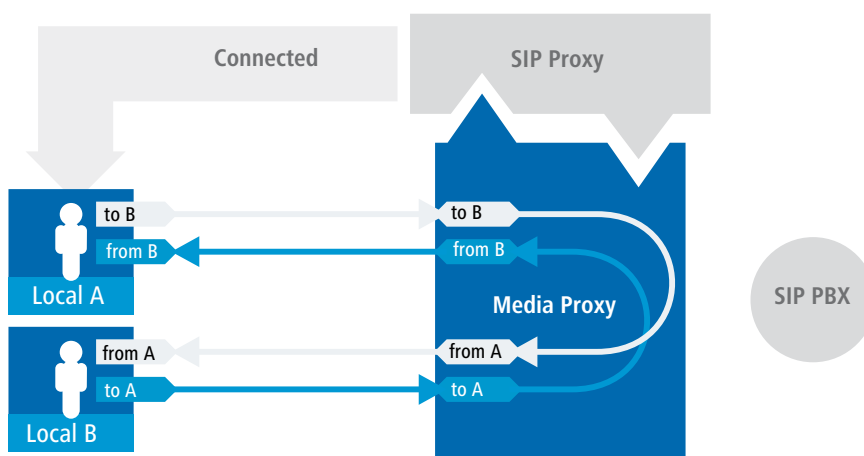 Connected
SIP Proxy
to B
to B
from B
from B
Local A
Media Proxy
SIP PBX
from A
from A
to A
to A
Local B